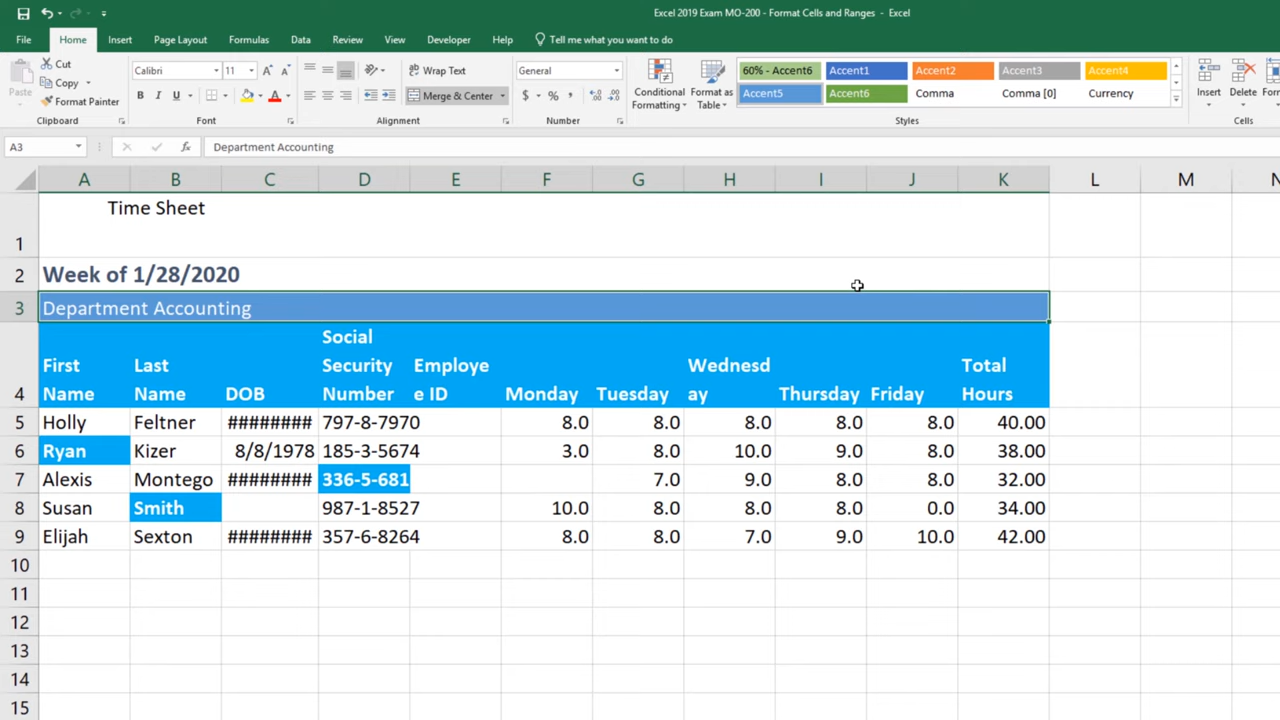 Excel 2019 Exam MO-200 - Format Cells and Ranges - Excel
File Home Insert Page Layout Formulas Data Review View Developer Help Tell me what you want to do
Cut
Copy
Format Painter
Paste
Clipboard
Calibri 11 A A
B I U A
Font
Wrap Text
Merge & Center
Alignment
General
$ % ,
Number
Conditional Formatting
Format as Table
60% - Accent6 Accent1 Accent2 Accent3 Accent4
Accent5 Accent6 Comma Comma [0] Currency
Styles
Insert Delete
Cells
A3 fx Department Accounting
A B C D E F G H I J K L M N
1 Time Sheet
2 Week of 1/28/2020
3 Department Accounting
4 First Name Last Name DOB Social Security Number Employe e ID Monday Tuesday Wednesd ay Thursday Friday Total Hours
5 Holly Feltner ######## 797-8-7970 8.0 8.0 8.0 8.0 8.0 40.00
6 Ryan Kizer 8/8/1978 185-3-5674 3.0 8.0 10.0 9.0 8.0 38.00
7 Alexis Montego ######## 336-5-681 7.0 9.0 8.0 8.0 32.00
8 Susan Smith 987-1-8527 10.0 8.0 8.0 8.0 0.0 34.00
9 Elijah Sexton ######## 357-6-8264 8.0 8.0 7.0 9.0 10.0 42.00
10
11
12
13
14
15